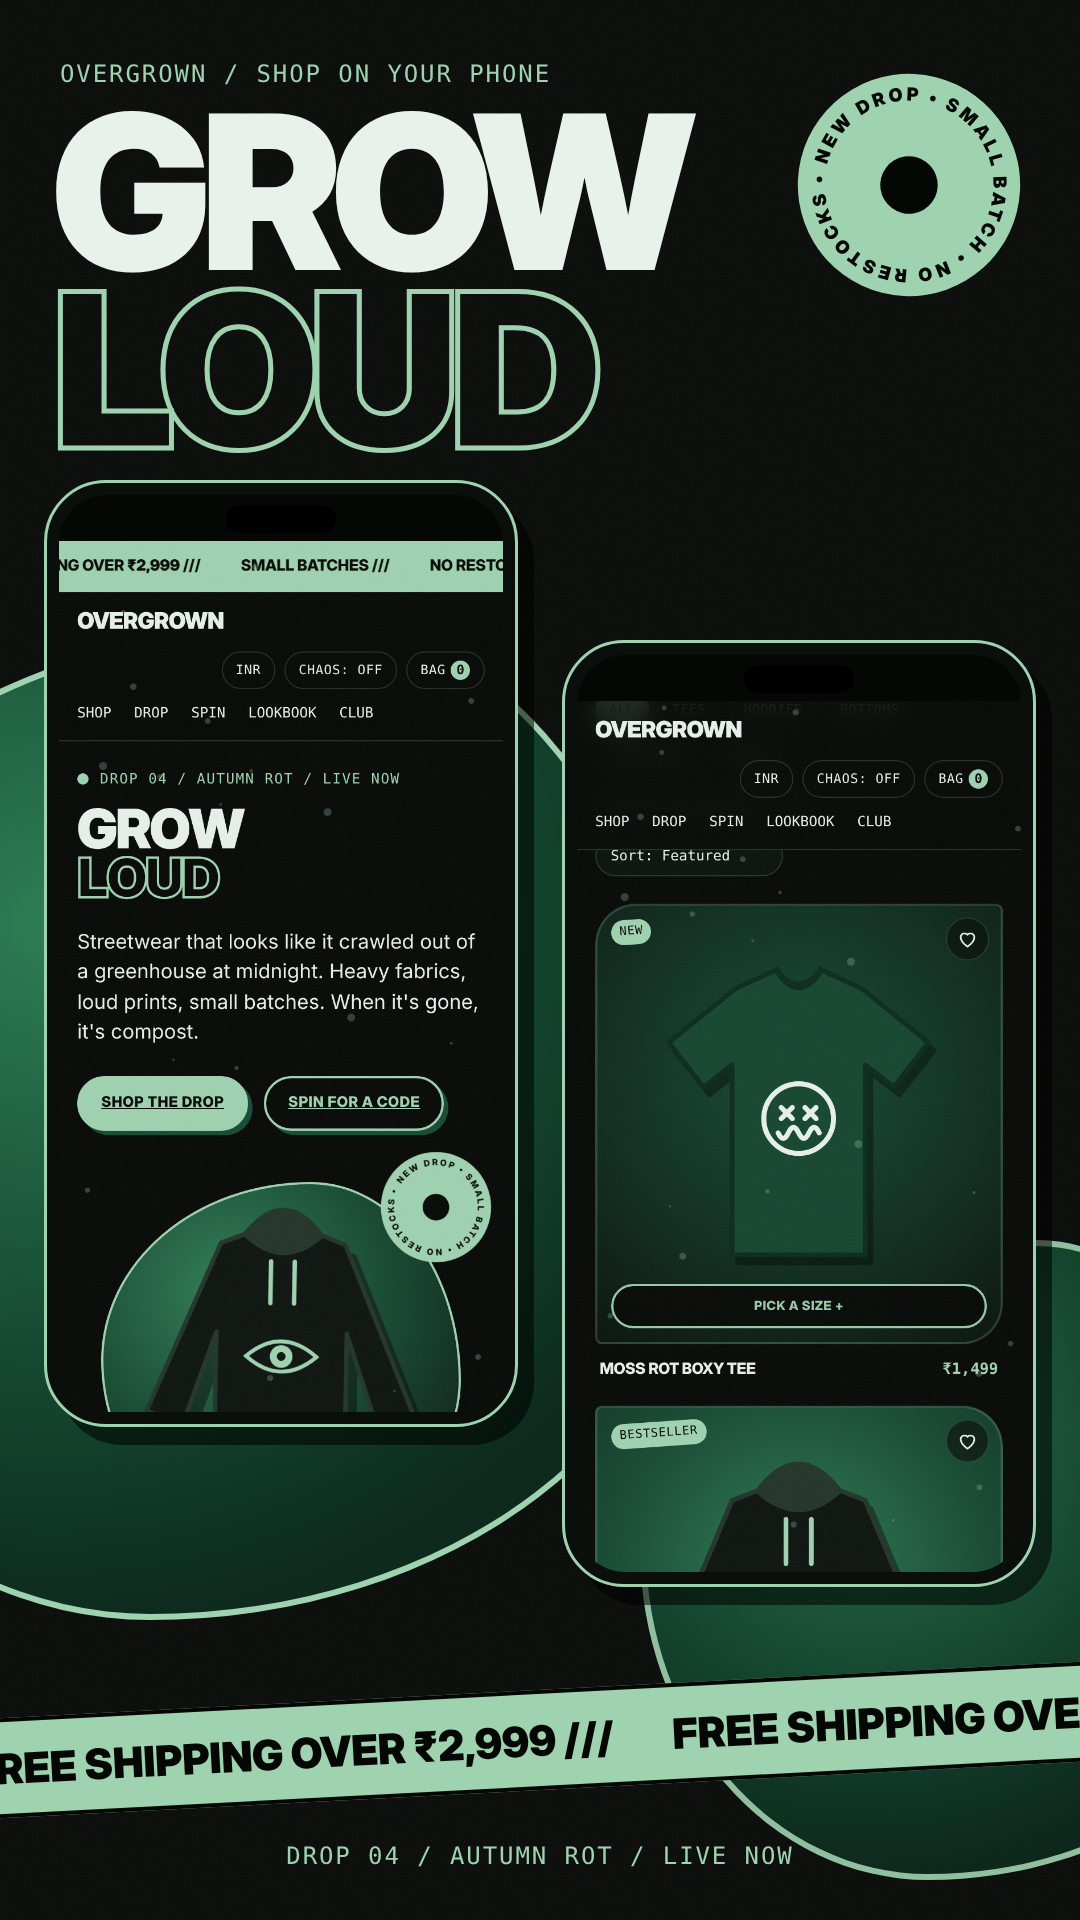 OVERGROWN / SHOP ON YOUR PHONE
GROW
LOUD
NEW DROP • SMALL BATCH • NO RESTOCKS •
NG OVER ₹2,999 /// SMALL BATCHES /// NO RESTO
OVERGROWN
INR CHAOS: OFF BAG 0
SHOP DROP SPIN LOOKBOOK CLUB
DROP 04 / AUTUMN ROT / LIVE NOW
GROW
LOUD
Streetwear that looks like it crawled out of
a greenhouse at midnight. Heavy fabrics,
loud prints, small batches. When it's gone,
it's compost.
SHOP THE DROP SPIN FOR A CODE
NEW DROP • SMALL BATCH • NO RESTOCKS •
ALL TEES HOODIES BOTTOMS
OVERGROWN
INR CHAOS: OFF BAG 0
SHOP DROP SPIN LOOKBOOK CLUB
Sort: Featured
NEW
PICK A SIZE +
MOSS ROT BOXY TEE ₹1,499
BESTSELLER
REE SHIPPING OVER ₹2,999 /// FREE SHIPPING OVE
DROP 04 / AUTUMN ROT / LIVE NOW